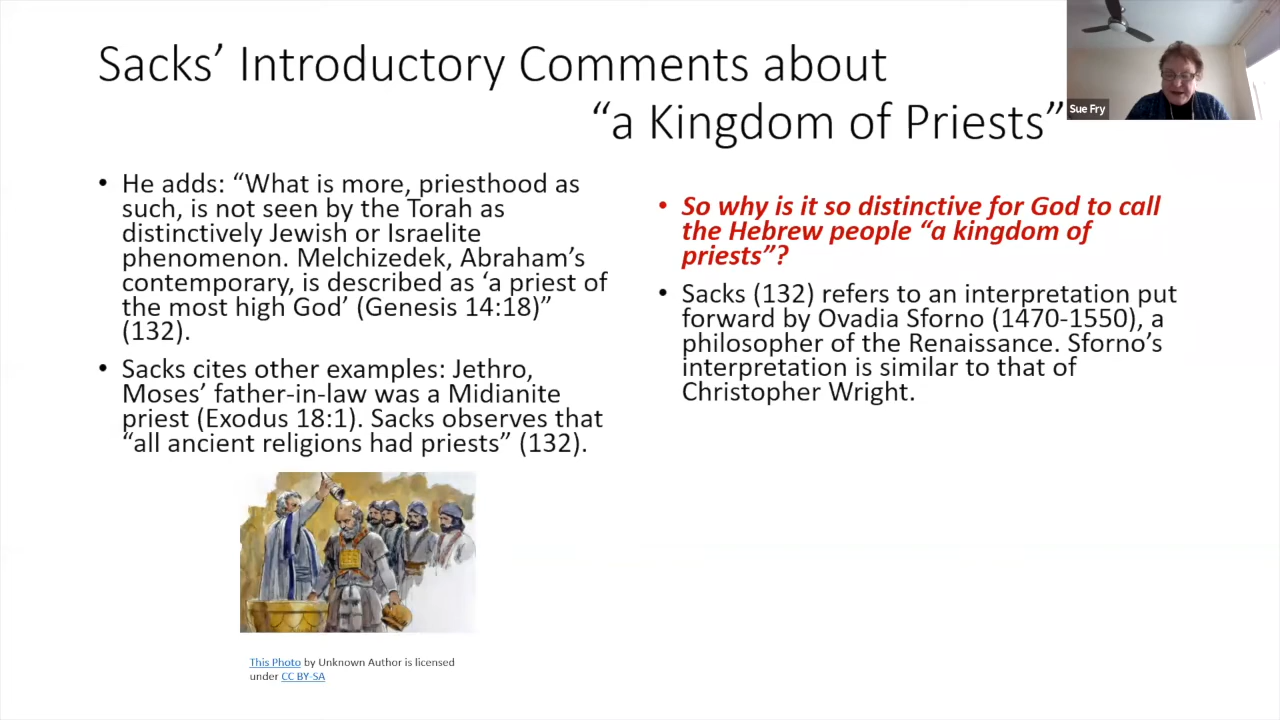 Sacks’ Introductory Comments about
“a Kingdom of Priests”
Sue Fry
• He adds: “What is more, priesthood as
such, is not seen by the Torah as
distinctively Jewish or Israelite
phenomenon. Melchizedek, Abraham’s
contemporary, is described as ‘a priest of
the most high God’ (Genesis 14:18)”
(132).
• Sacks cites other examples: Jethro,
Moses’ father-in-law was a Midianite
priest (Exodus 18:1). Sacks observes that
“all ancient religions had priests” (132).
This Photo by Unknown Author is licensed
under CC BY-SA
• So why is it so distinctive for God to call
the Hebrew people “a kingdom of
priests”?
• Sacks (132) refers to an interpretation put
forward by Ovadia Sforno (1470-1550), a
philosopher of the Renaissance. Sforno’s
interpretation is similar to that of
Christopher Wright.